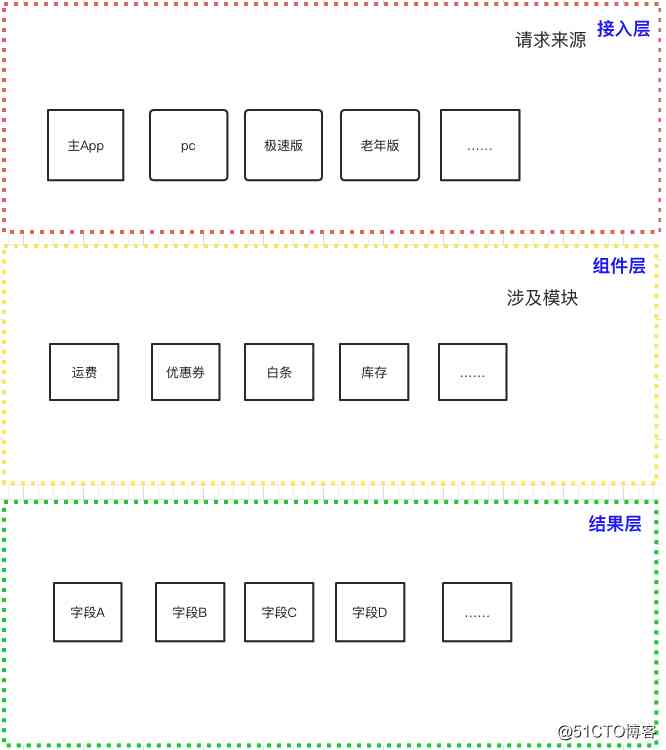 接入层
请求来源
主App
pc
极速版
老年版
......
组件层
涉及模块
运费
优惠券
白条
库存
......
结果层
字段A
字段B
字段C
字段D
......
@51CTO博客